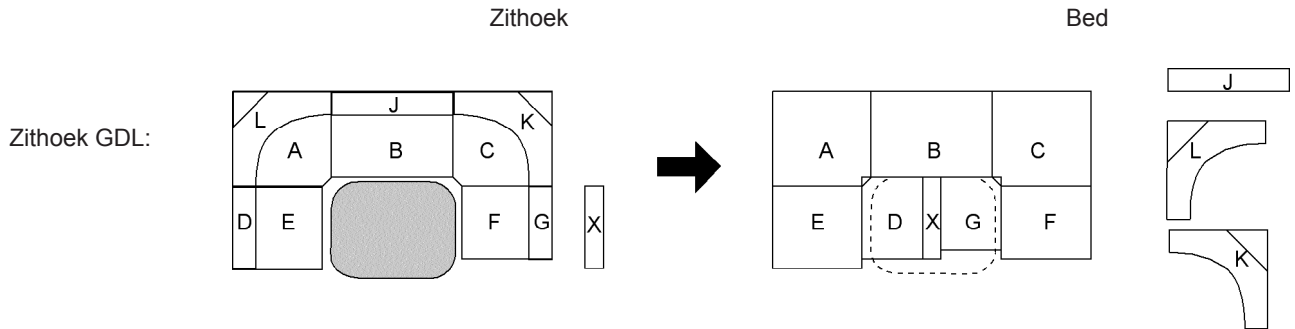 Zithoek Bed
J
J
L K
Zithoek GDL:
A B C
A B C
L
D E F G X
E D X G F
K